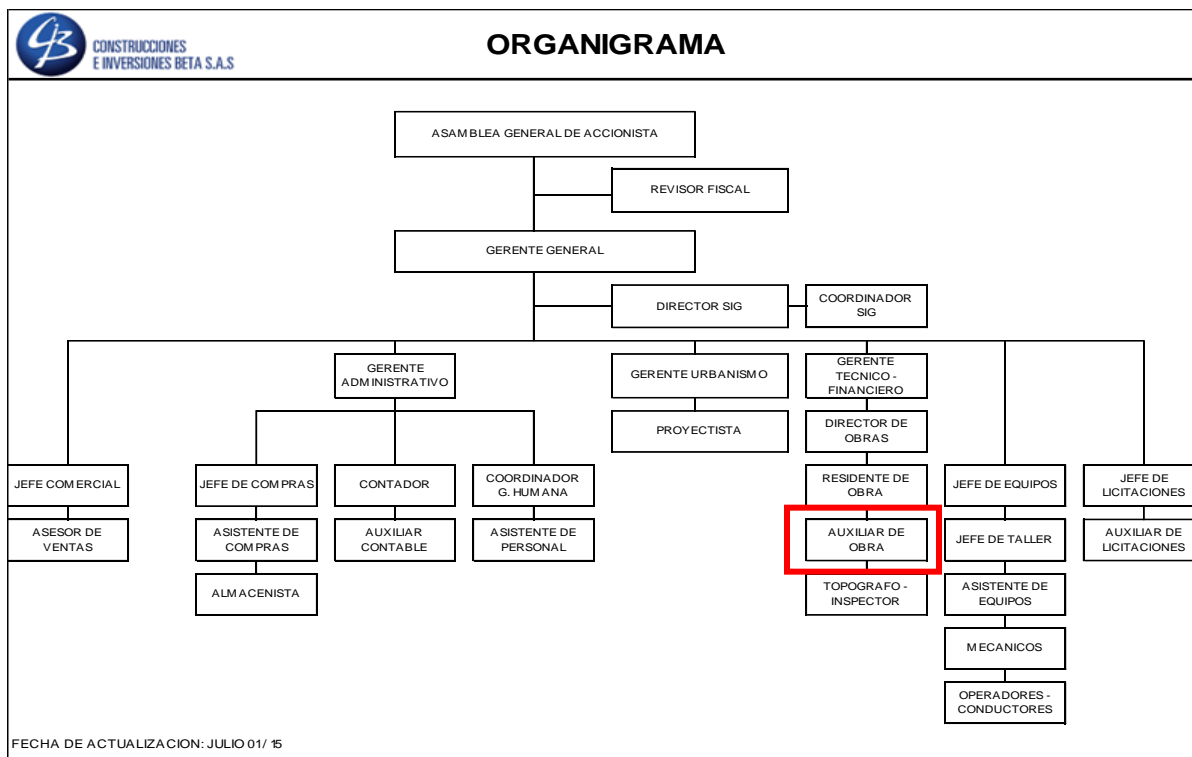 CONSTRUCCIONES
E INVERSIONES BETA S.A.S
ORGANIGRAMA
ASAMBLEA GENERAL DE ACCIONISTA
REVISOR FISCAL
GERENTE GENERAL
DIRECTOR SIG
COORDINADOR
SIG
GERENTE
ADMINISTRATIVO
GERENTE URBANISMO
GERENTE
TECNICO -
FINANCIERO
PROYECTISTA
DIRECTOR DE
OBRAS
JEFE COMERCIAL
JEFE DE COMPRAS
CONTADOR
COORDINADOR
G. HUMANA
RESIDENTE DE
OBRA
JEFE DE EQUIPOS
JEFE DE
LICITACIONES
ASESOR DE
VENTAS
ASISTENTE DE
COMPRAS
AUXILIAR
CONTABLE
ASISTENTE DE
PERSONAL
AUXILIAR DE
OBRA
JEFE DE TALLER
AUXILIAR DE
LICITACIONES
ALMACENISTA
TOPOGRAFO -
INSPECTOR
ASISTENTE DE
EQUIPOS
MECANICOS
OPERADORES -
CONDUCTORES
FECHA DE ACTUALIZACION: JULIO 01/ 15